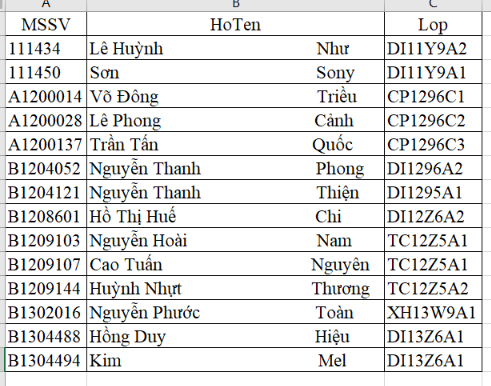 A B C
MSSV HoTen Lop
111434 Lê Huỳnh Như DI11Y9A2
111450 Sơn Sony DI11Y9A1
A1200014 Võ Đông Triều CP1296C1
A1200028 Lê Phong Cảnh CP1296C2
A1200137 Trần Tấn Quốc CP1296C3
B1204052 Nguyễn Thanh Phong DI1296A2
B1204121 Nguyễn Thanh Thiện DI1295A1
B1208601 Hồ Thị Huế Chi DI12Z6A2
B1209103 Nguyễn Hoài Nam TC12Z5A1
B1209107 Cao Tuấn Nguyên TC12Z5A1
B1209144 Huỳnh Nhựt Thương TC12Z5A2
B1302016 Nguyễn Phước Toàn XH13W9A1
B1304488 Hồng Duy Hiệu DI13Z6A1
B1304494 Kim Mel DI13Z6A1